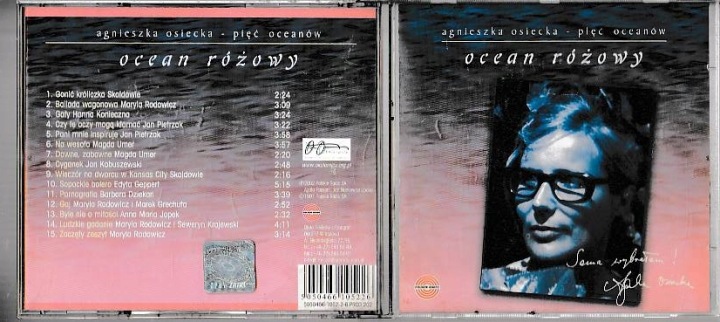 agnieszka osiecka - pięć oceanów
ocean różowy
1. Gonić króliczka Skaldowie 2:24
2. Ballada wagonowa Maryla Rodowicz 3:09
3. Gały Hanna Konieczna 3:24
4. Czy te oczy mogą kłamać Jan Pietrzak 3:22
5. Pani mnie inspiruje Jan Pietrzak 3:58
6. Na wesoło Magda Umer 3:57
7. Dawne, zabawne Magda Umer 2:20
8. Cyganek Jan Kobuszewski 2:48
9. Wieczór na dworcu w Kansas City Skaldowie 2:16
10. Sopockie bolero Edyta Geppert 5:15
11. Pornografia Barbara Dziekan 3:39
12. Gaj Maryla Rodowicz i Marek Grechuta 2:52
13. Byle nie o miłości Anna Maria Jopek 2:32
14. Ludzkie gadanie Maryla Rodowicz i Seweryn Krajewski 4:11
15. Zaczęty zeszyt Maryla Rodowicz 3:14
agnieszka osiecka - pięć oceanów
ocean różowy
Sama wybrałam!